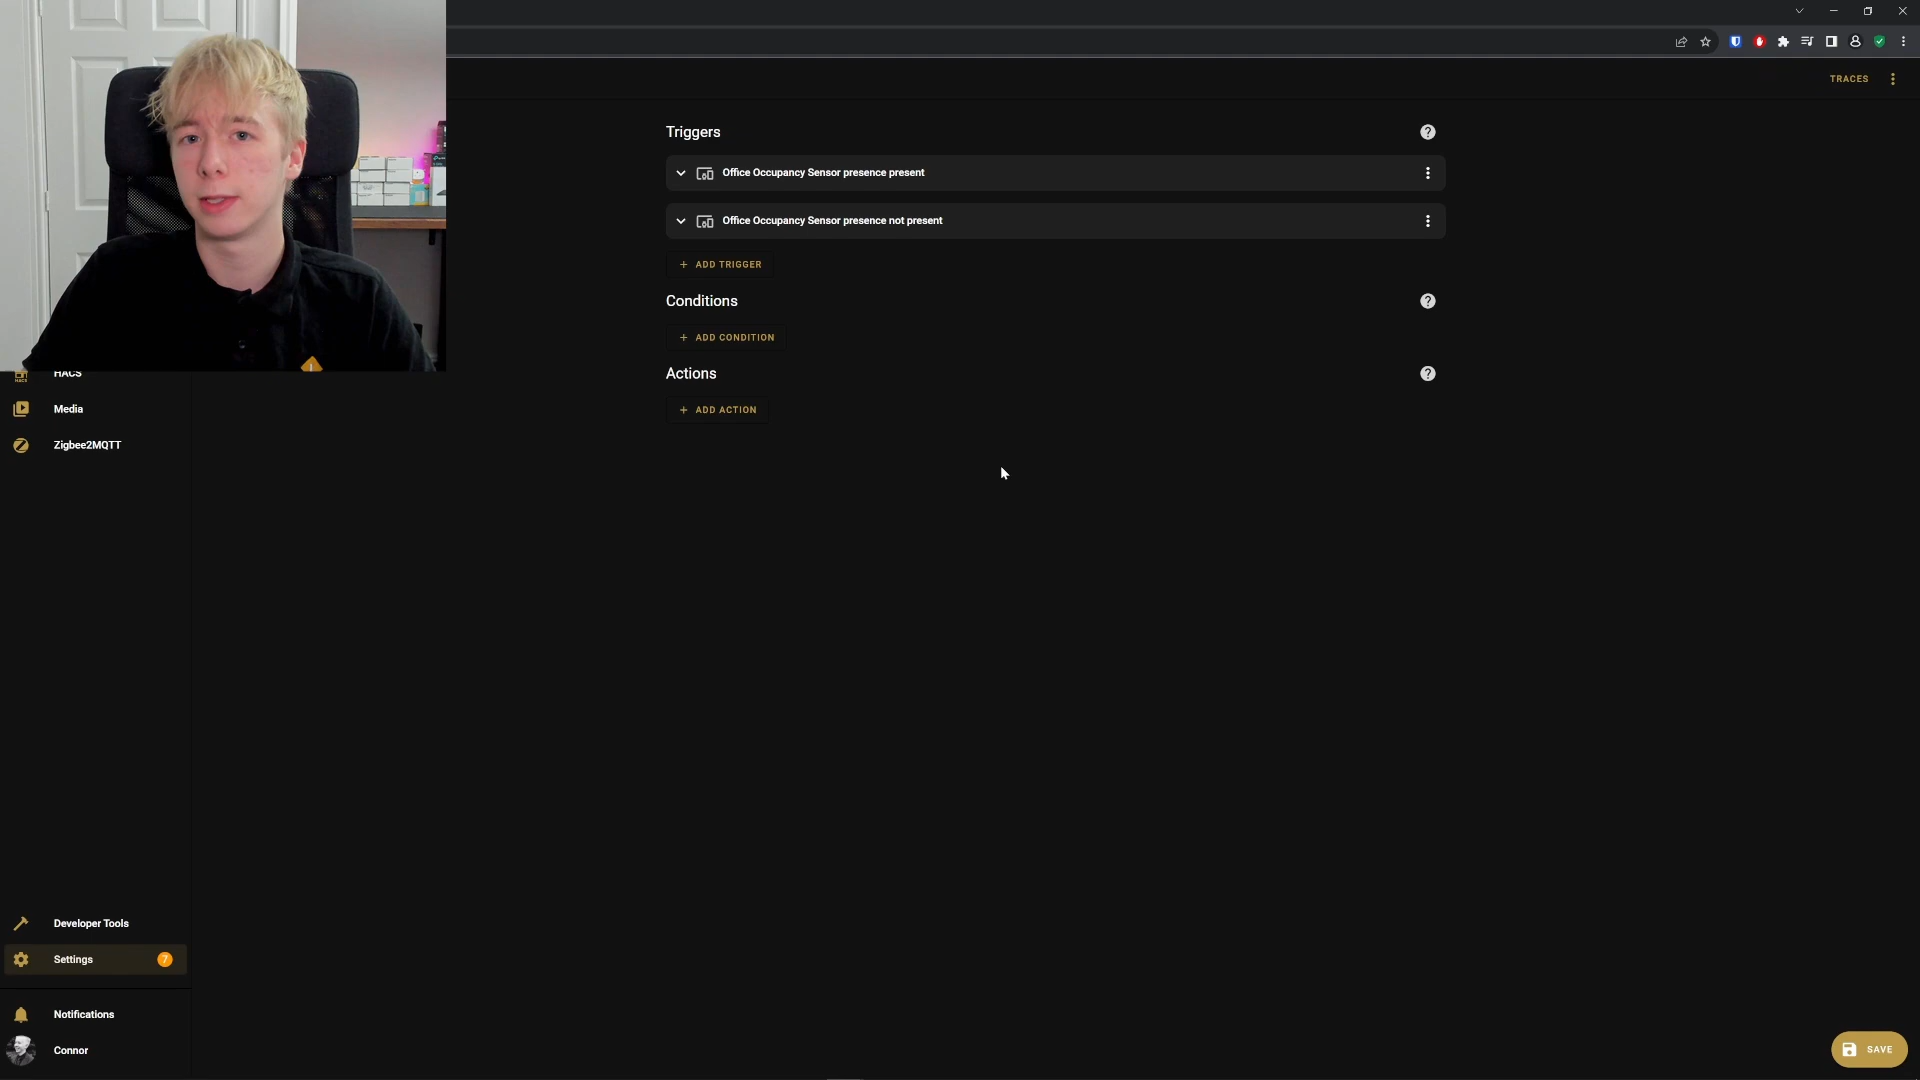 TRACES
Triggers
Office Occupancy Sensor presence present
Office Occupancy Sensor presence not present
+ ADD TRIGGER
Conditions
+ ADD CONDITION
Actions
+ ADD ACTION
HACS
Media
Zigbee2MQTT
Developer Tools
Settings 7
Notifications
Connor
SAVE